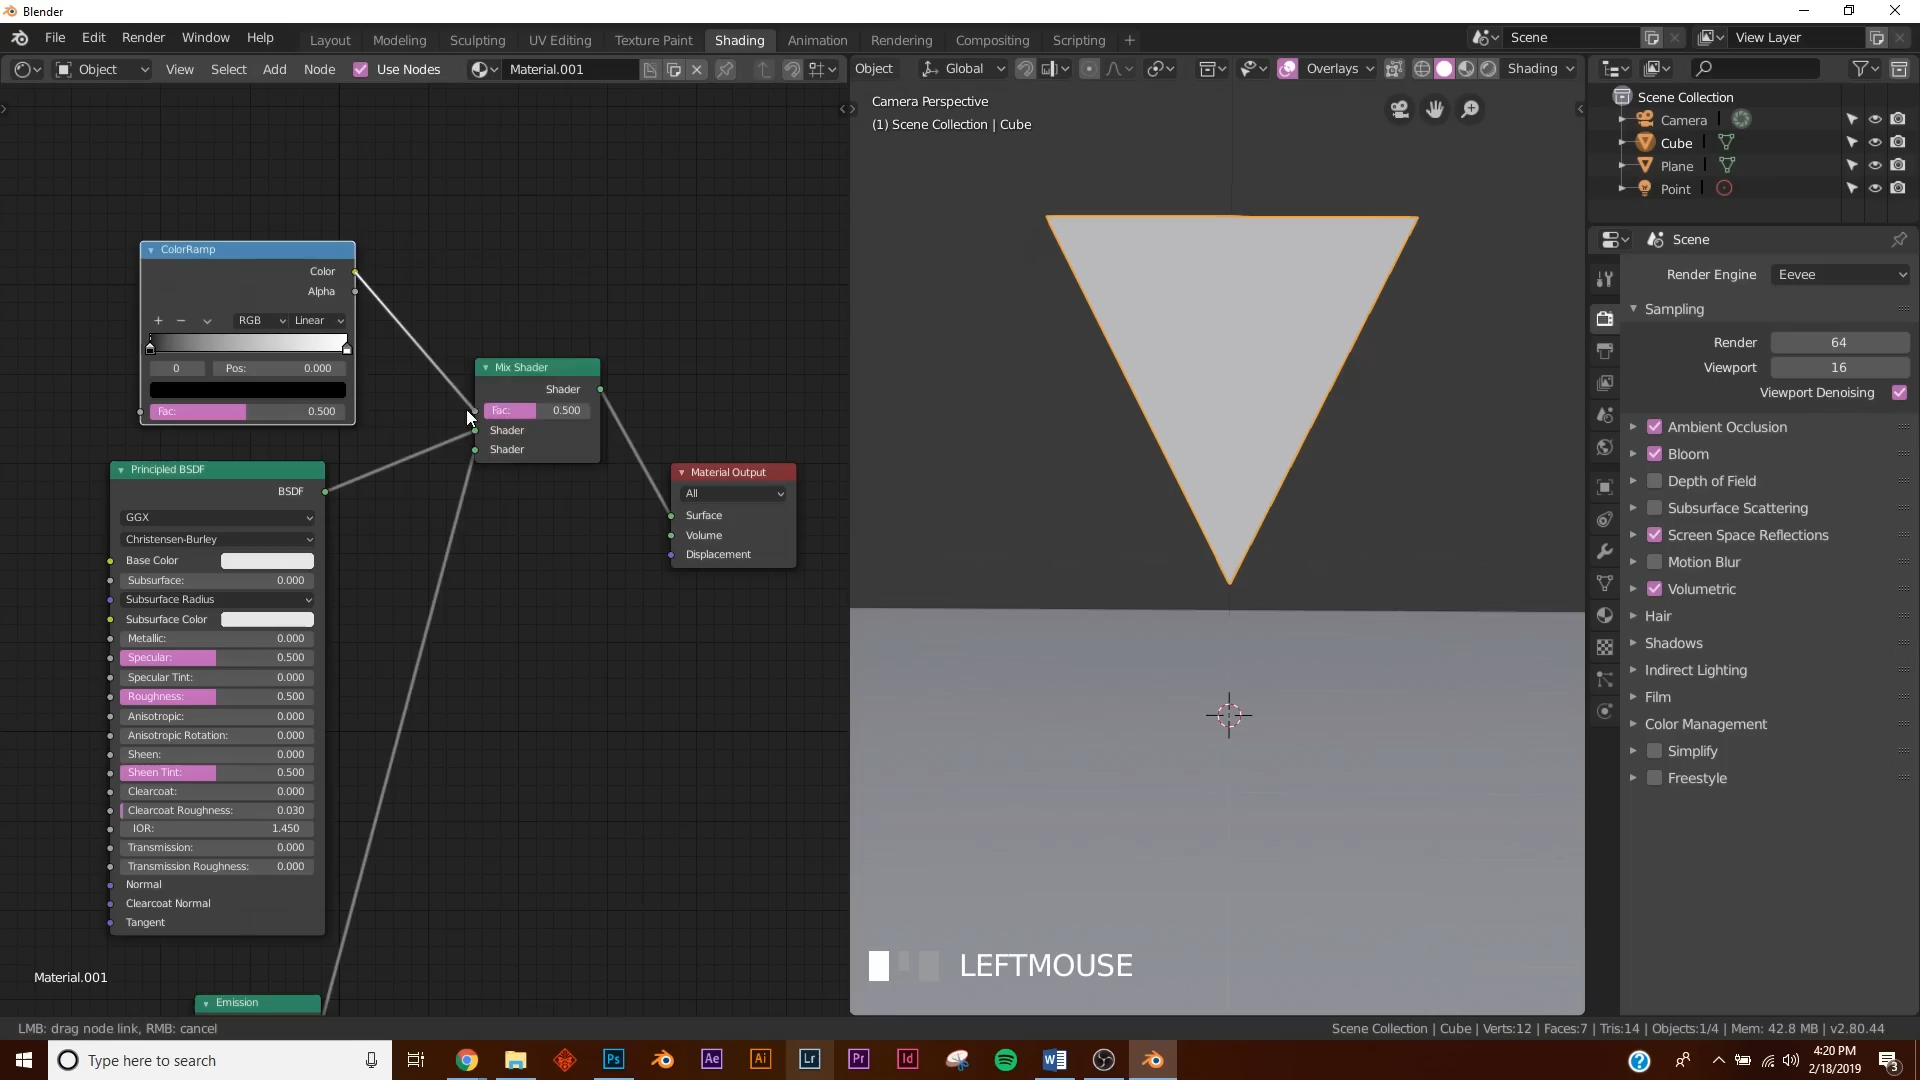 Blender
File Edit Render Window Help Layout Modeling Sculpting UV Editing Texture Paint Shading Animation Rendering Compositing Scripting + Scene View Layer
Object View Select Add Node Use Nodes Material.001 Object Global Overlays Shading
Camera Perspective
(1) Scene Collection | Cube
Scene Collection
Camera
Cube
Plane
Point
Scene
Render Engine Eevee
Sampling
Render 64
Viewport 16
Viewport Denoising
Ambient Occlusion
Bloom
Depth of Field
Subsurface Scattering
Screen Space Reflections
Motion Blur
Volumetric
Hair
Shadows
Indirect Lighting
Film
Color Management
Simplify
Freestyle
ColorRamp
Color
Alpha
+ − RGB Linear
0 Pos: 0.000
Fac: 0.500
Mix Shader
Shader
Fac: 0.500
Shader
Shader
Material Output
All
Surface
Volume
Displacement
Principled BSDF
BSDF
GGX
Christensen-Burley
Base Color
Subsurface: 0.000
Subsurface Radius
Subsurface Color
Metallic: 0.000
Specular: 0.500
Specular Tint: 0.000
Roughness: 0.500
Anisotropic: 0.000
Anisotropic Rotation: 0.000
Sheen: 0.000
Sheen Tint: 0.500
Clearcoat: 0.000
Clearcoat Roughness: 0.030
IOR: 1.450
Transmission: 0.000
Transmission Roughness: 0.000
Normal
Clearcoat Normal
Tangent
Material.001
Emission
LEFTMOUSE
LMB: drag node link, RMB: cancel
Scene Collection | Cube | Verts:12 | Faces:7 | Tris:14 | Objects:1/4 | Mem: 42.8 MB | v2.80.44
Type here to search
Ps Ae Ai Lr Pr Id
4:20 PM
2/18/2019
3